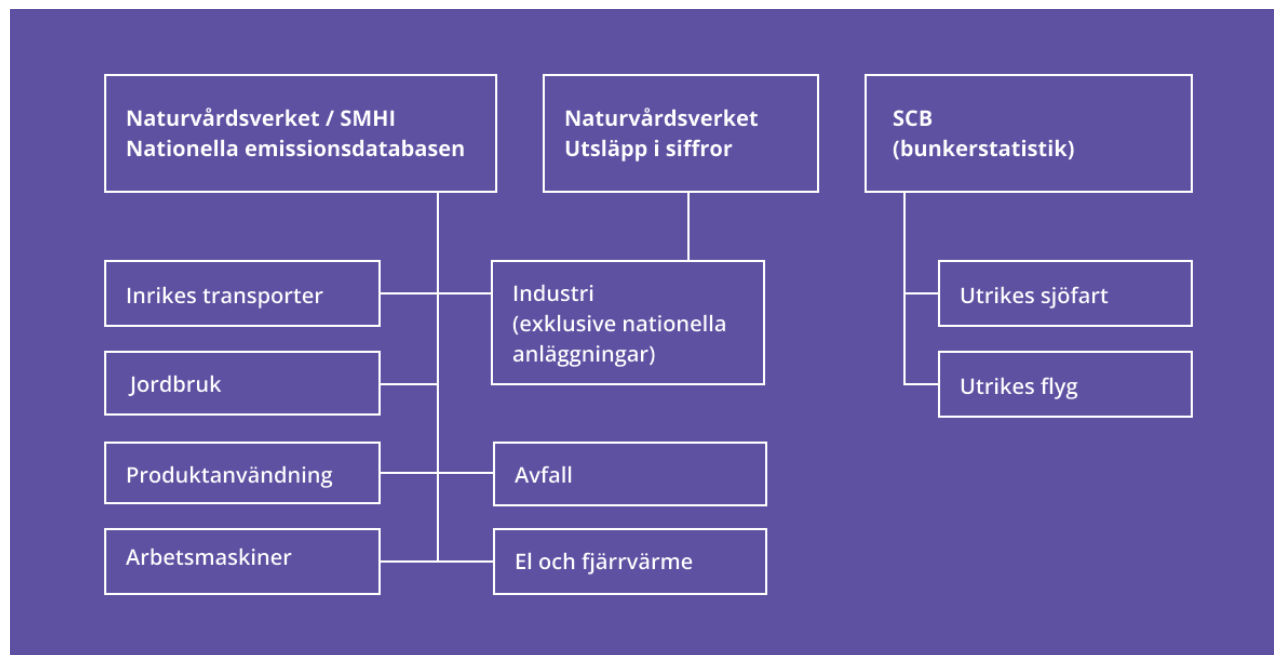 Naturvårdsverket / SMHI
Nationella emissionsdatabasen
Naturvårdsverket
Utsläpp i siffror
SCB
(bunkerstatistik)
Inrikes transporter
Industri
(exklusive nationella
anläggningar)
Utrikes sjöfart
Jordbruk
Utrikes flyg
Produktanvändning
Avfall
Arbetsmaskiner
El och fjärrvärme